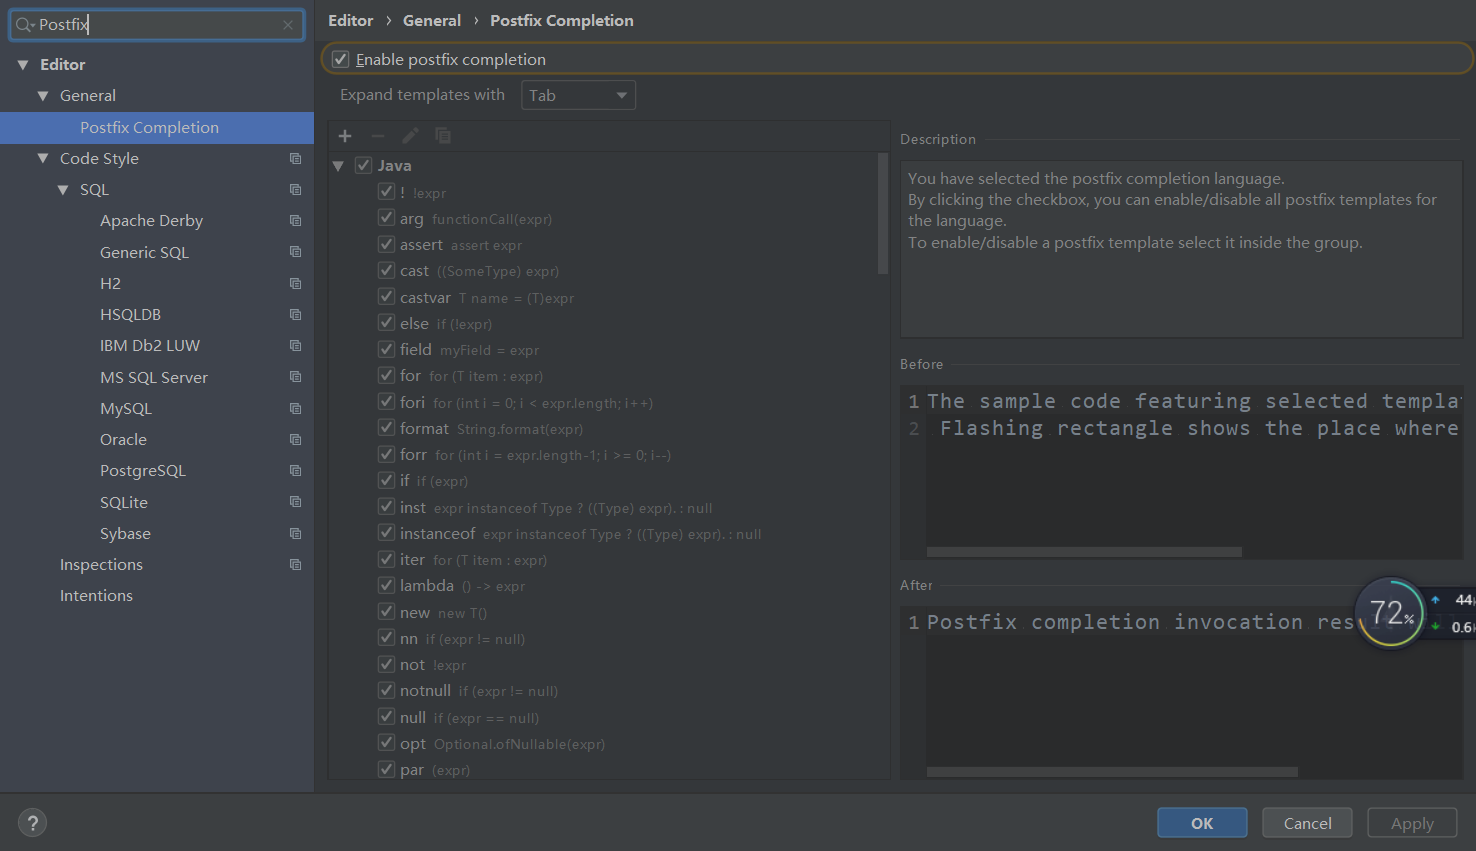 Postfix
Editor
General
Postfix Completion
Code Style
SQL
Apache Derby
Generic SQL
H2
HSQLDB
IBM Db2 LUW
MS SQL Server
MySQL
Oracle
PostgreSQL
SQLite
Sybase
Inspections
Intentions
Editor › General › Postfix Completion
Enable postfix completion
Expand templates with Tab
Java
! !expr
arg functionCall(expr)
assert assert expr
cast ((SomeType) expr)
castvar T name = (T)expr
else if (!expr)
field myField = expr
for for (T item : expr)
fori for (int i = 0; i < expr.length; i++)
format String.format(expr)
forr for (int i = expr.length-1; i >= 0; i--)
if if (expr)
inst expr instanceof Type ? ((Type) expr). : null
instanceof expr instanceof Type ? ((Type) expr). : null
iter for (T item : expr)
lambda () -> expr
new new T()
nn if (expr != null)
not !expr
notnull if (expr != null)
null if (expr == null)
opt Optional.ofNullable(expr)
par (expr)
Description
You have selected the postfix completion language.
By clicking the checkbox, you can enable/disable all postfix templates for
the language.
To enable/disable a postfix template select it inside the group.
Before
1 The sample code featuring selected templa
2 Flashing rectangle shows the place where
After
1 Postfix completion invocation res
72%
44
0.6
?
OK
Cancel
Apply